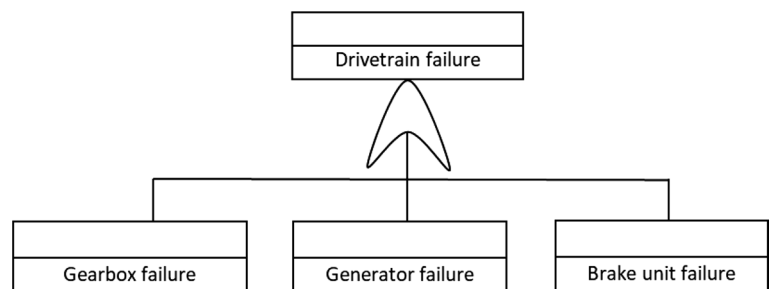 Drivetrain failure
Gearbox failure
Generator failure
Brake unit failure